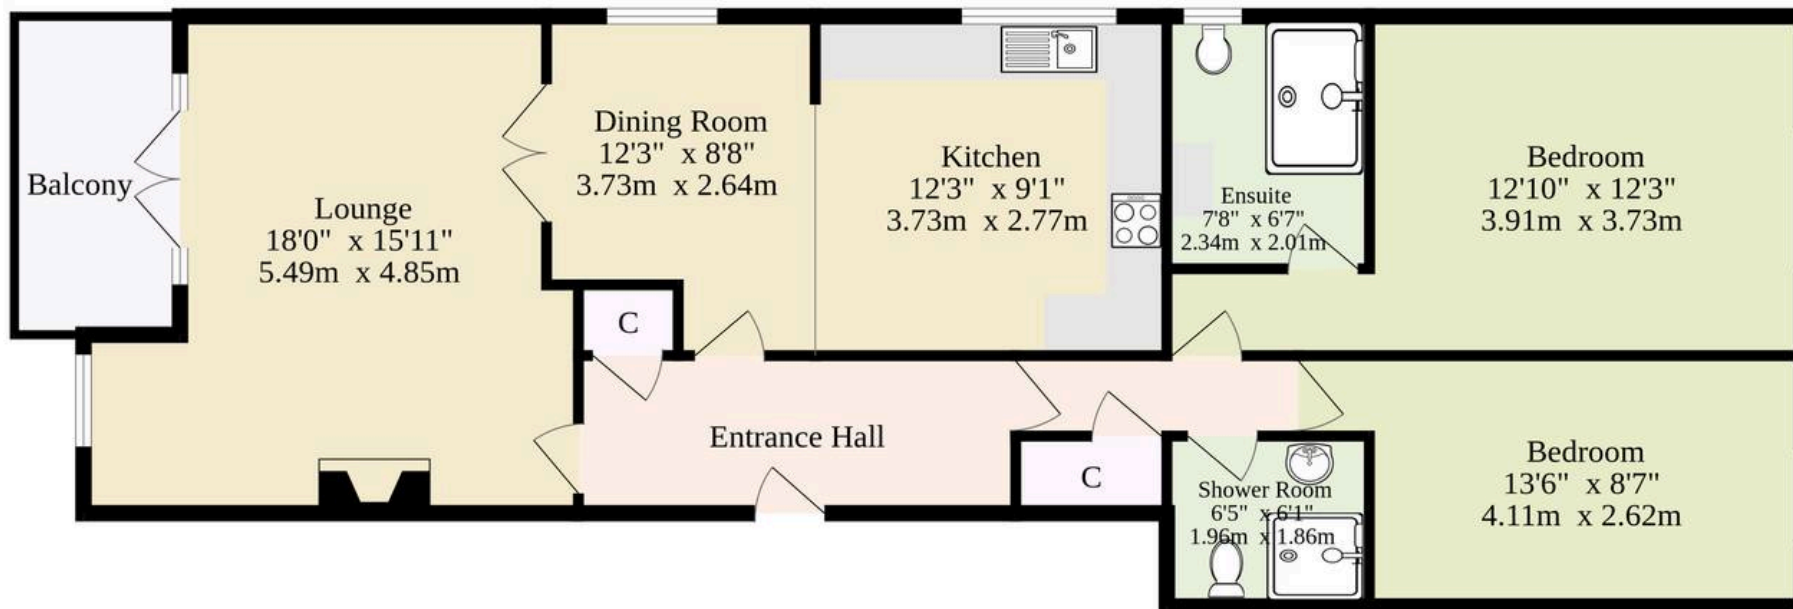 Balcony
Lounge
18'0" x 15'11"
5.49m x 4.85m
Dining Room
12'3" x 8'8"
3.73m x 2.64m
Kitchen
12'3" x 9'1"
3.73m x 2.77m
Ensuite
7'8" x 6'7"
2.34m x 2.01m
Bedroom
12'10" x 12'3"
3.91m x 3.73m
C
Entrance Hall
C
Shower Room
6'5" x 6'1"
1.96m x 1.86m
Bedroom
13'6" x 8'7"
4.11m x 2.62m